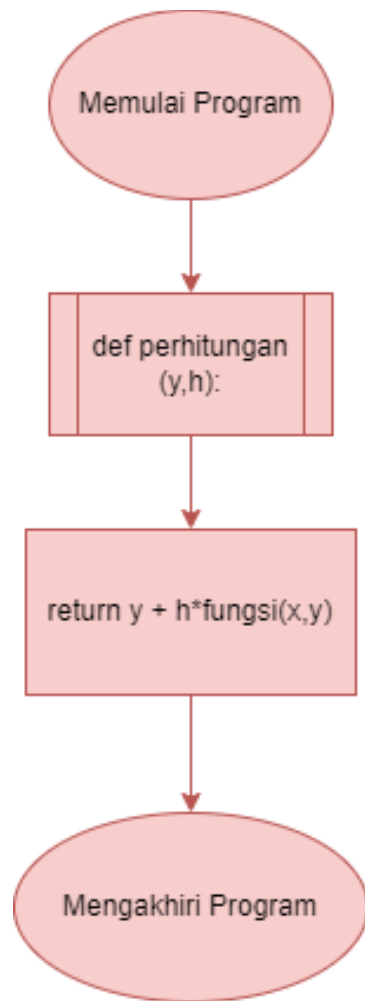 Memulai Program
def perhitungan
(y,h):
return y + h*fungsi(x,y)
Mengakhiri Program